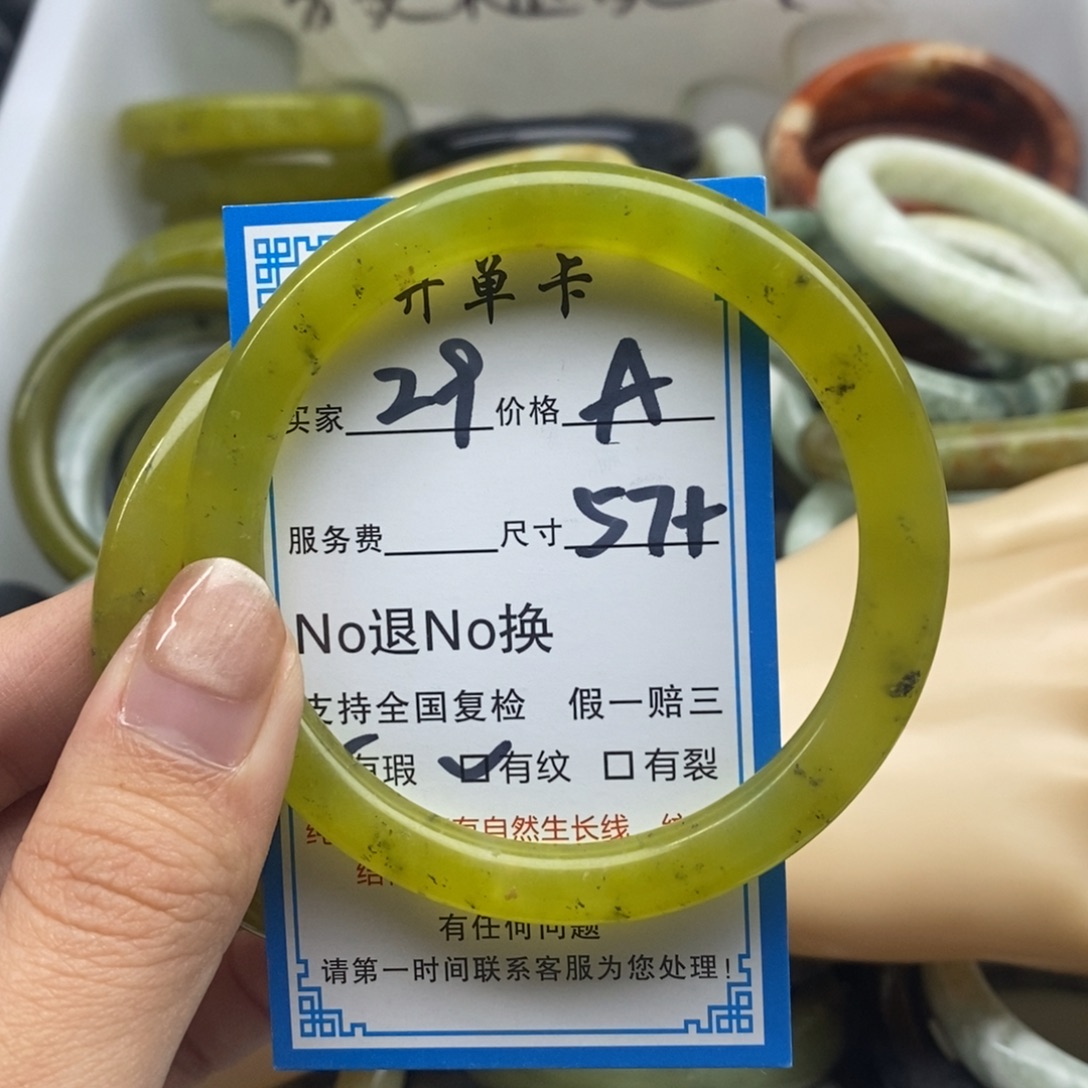 开单卡
买家 29 价格 A
服务费 尺寸 57+
No退No换
支持全国复检 假一赔三
有瑕 ☑有纹 □有裂
有自然生长线
有任何问题
请第一时间联系客服为您处理!